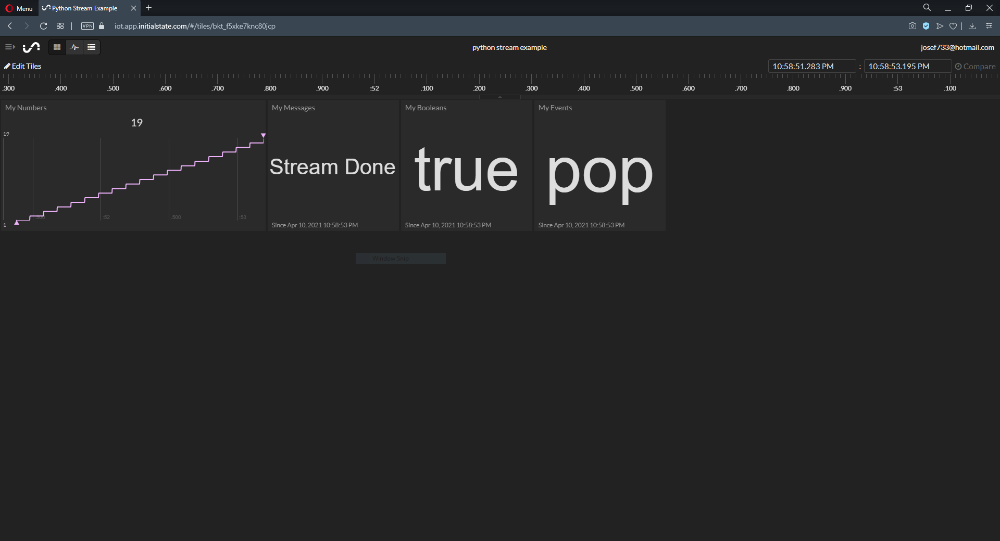 Menu
Python Stream Example
VPN
iot.app.initialstate.com/#/tiles/bkt_f5xke7knc80jcp
python stream example
josef733@hotmail.com
Edit Tiles
10:58:51.283 PM : 10:58:53.195 PM Compare
.300 .400 .500 .600 .700 .800 .900 :52 .100 .200 .300 .400 .500 .600 .700 .800 .900 :53 .100
My Numbers
19
19
1
:500 :52 :500 :53
My Messages
Stream Done
Since Apr 10, 2021 10:58:53 PM
My Booleans
true
Since Apr 10, 2021 10:58:53 PM
My Events
pop
Since Apr 10, 2021 10:58:53 PM
Window Snip